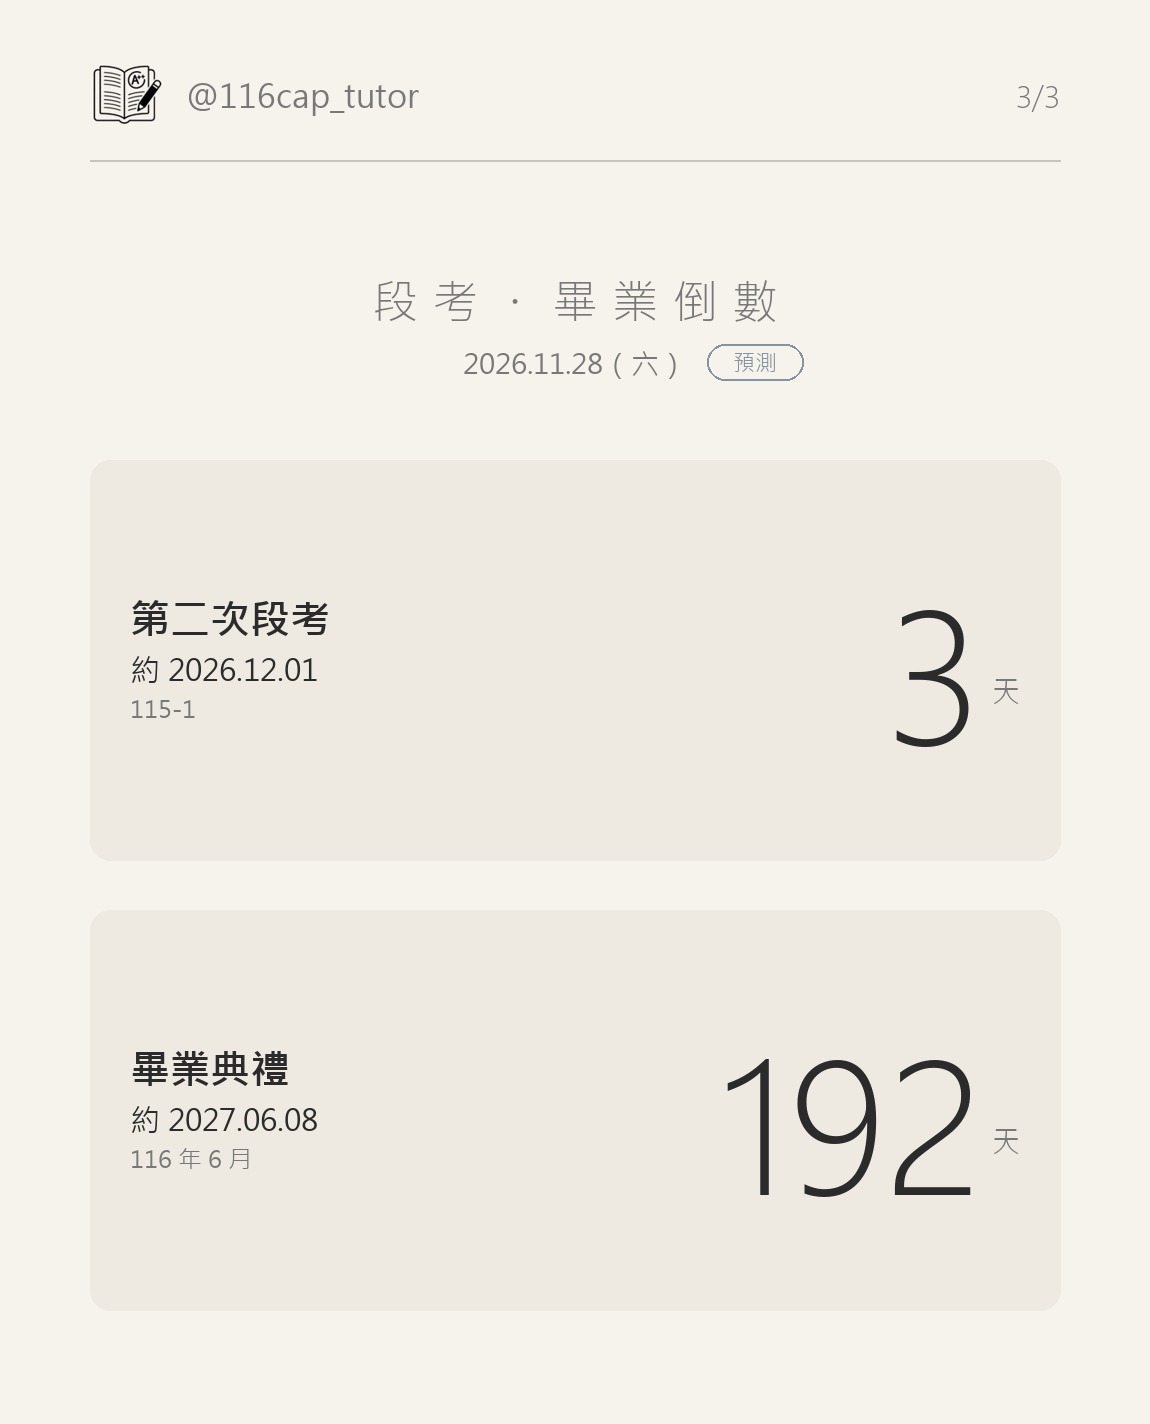 @116cap_tutor
3/3
段考 · 畢業倒數
2026.11.28（六） 預測
第二次段考
約 2026.12.01
115-1
3 天
畢業典禮
約 2027.06.08
116 年 6 月
192 天